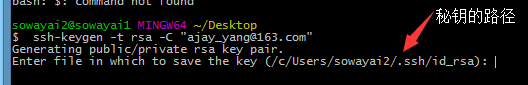 bash: $: command not found
秘钥的路径
sowayai2@sowayai1 MINGW64 ~/Desktop
$  ssh-keygen -t rsa -C "ajay_yang@163.com"
Generating public/private rsa key pair.
Enter file in which to save the key (/c/Users/sowayai2/.ssh/id_rsa):